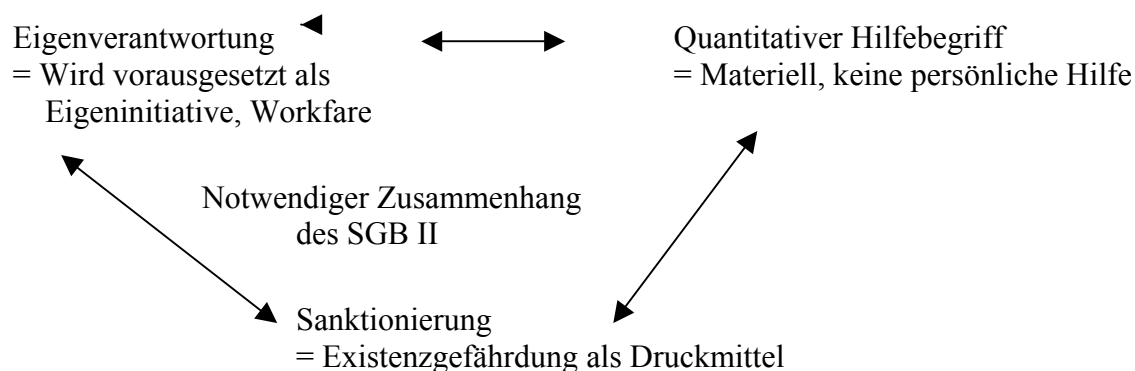 Eigenverantwortung
= Wird vorausgesetzt als
Eigeninitiative, Workfare
Quantitativer Hilfebegriff
= Materiell, keine persönliche Hilfe
Notwendiger Zusammenhang
des SGB II
Sanktionierung
= Existenzgefährdung als Druckmittel